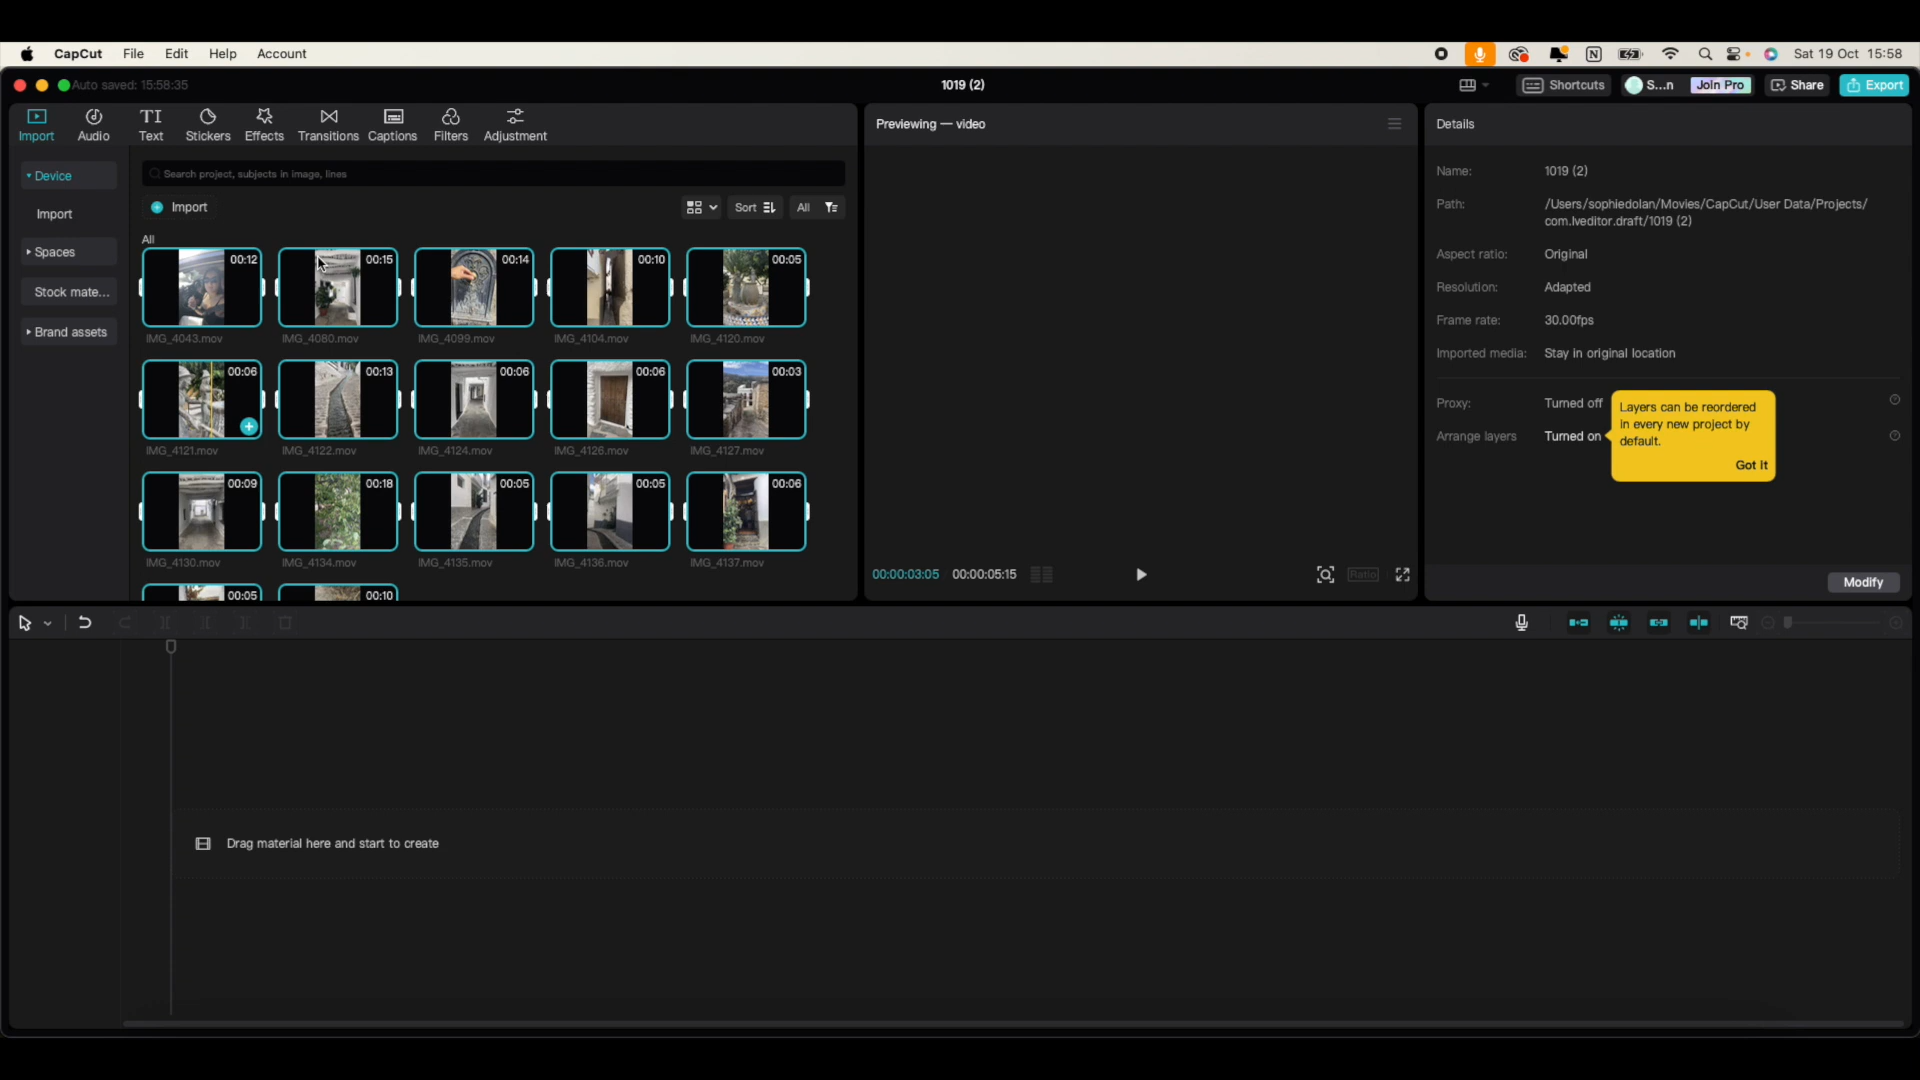 CapCut File Edit Help Account Sat 19 Oct 15:58
Auto saved: 15:58:35 1019 (2) Shortcuts S...n Join Pro Share Export
Import Audio Text Stickers Effects Transitions Captions Filters Adjustment
Device
Import
Spaces
Stock mate...
Brand assets
Search project, subjects in image, lines
Import Sort All
All
00:12 00:15 00:14 00:10 00:05
IMG_4043.mov IMG_4080.mov IMG_4099.mov IMG_4104.mov IMG_4120.mov
00:06 00:13 00:06 00:06 00:03
IMG_4121.mov IMG_4122.mov IMG_4124.mov IMG_4126.mov IMG_4127.mov
00:09 00:18 00:05 00:05 00:06
IMG_4130.mov IMG_4134.mov IMG_4135.mov IMG_4136.mov IMG_4137.mov
00:05 00:10
Previewing — video
00:00:03:05 00:00:05:15 Ratio
Details
Name: 1019 (2)
Path: /Users/sophiedolan/Movies/CapCut/User Data/Projects/
com.lveditor.draft/1019 (2)
Aspect ratio: Original
Resolution: Adapted
Frame rate: 30.00fps
Imported media: Stay in original location
Proxy: Turned off
Arrange layers Turned on
Layers can be reordered
in every new project by
default.
Got it
Modify
Drag material here and start to create